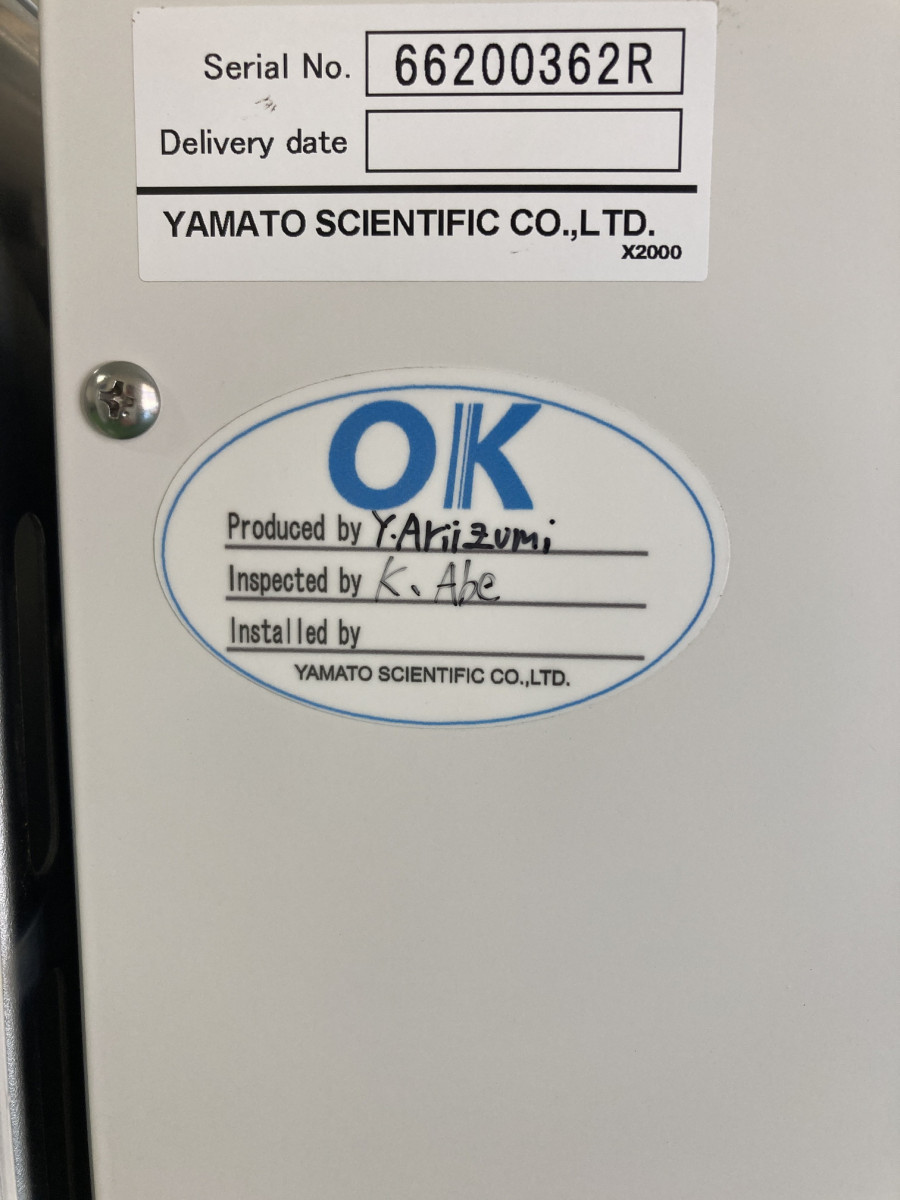 Serial No. 66200362R
Delivery date
YAMATO SCIENTIFIC CO.,LTD.
X2000
OK
Produced by Y.Ariizumi
Inspected by K、Abe
Installed by
YAMATO SCIENTIFIC CO.,LTD.